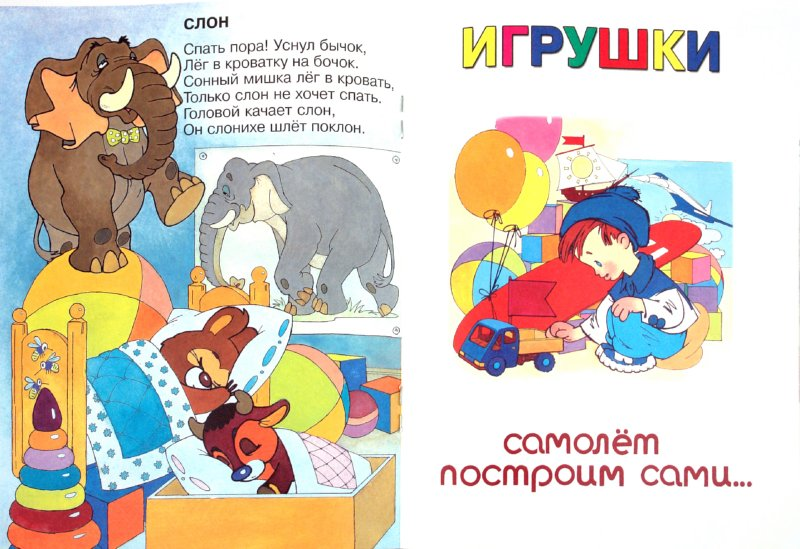 СЛОН
Спать пора! Уснул бычок,
Лёг в кроватку на бочок.
Сонный мишка лёг в кровать,
Только слон не хочет спать.
Головой качает слон,
Он слонихе шлёт поклон.
ИГРУШКИ
самолёт
построим сами...